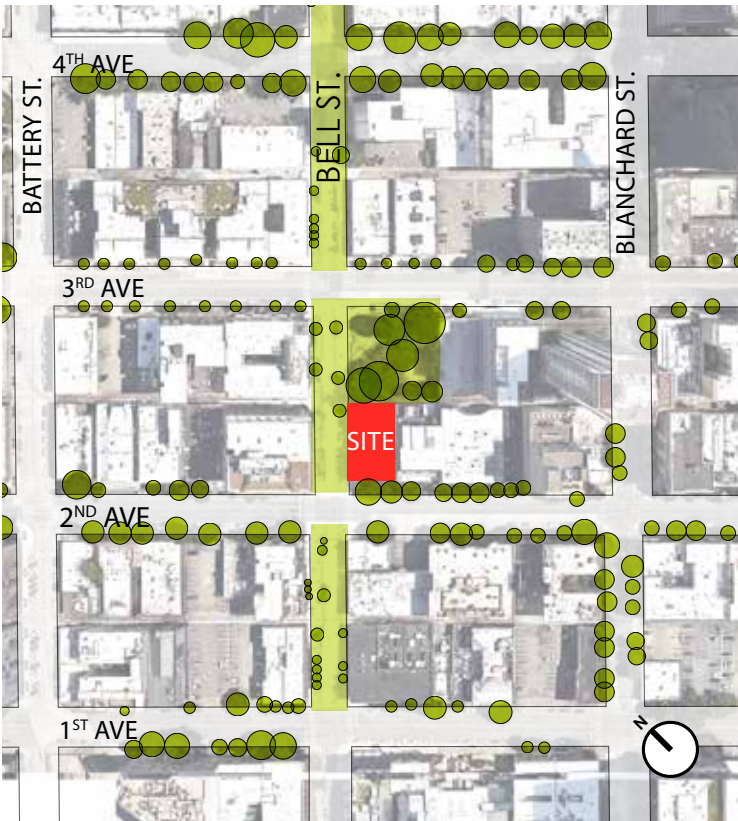 4TH AVE
BATTERY ST.
BELL ST.
BLANCHARD ST.
3RD AVE
SITE
2ND AVE
1ST AVE
N